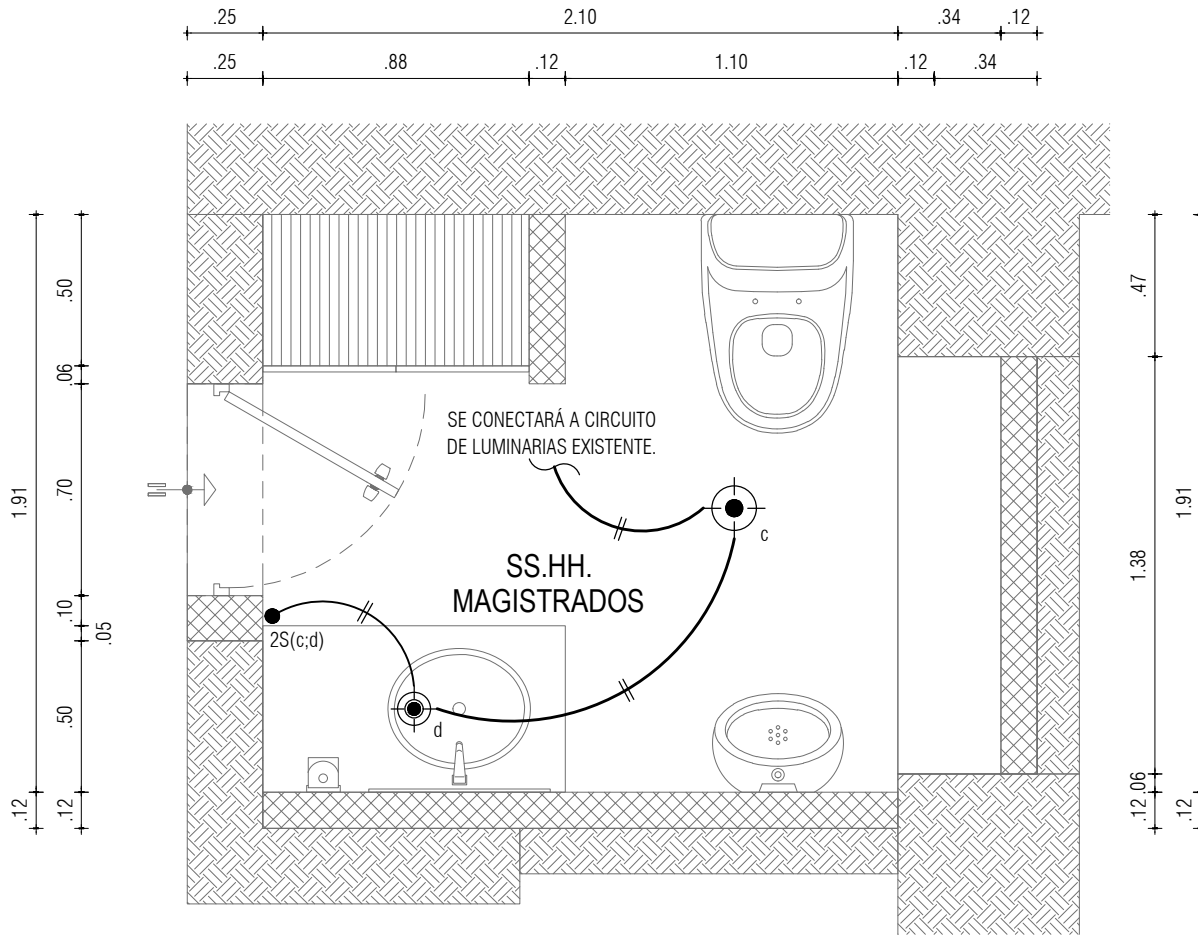 .25 2.10 .34 .12
.25 .88 .12 1.10 .12 .34
1.91
.12
.50
.06
.70
.10
.05
.50
.12
SE CONECTARÁ A CIRCUITO
DE LUMINARIAS EXISTENTE.
c
SS.HH.
MAGISTRADOS
2S(c;d)
d
.47
1.38
.06
.12
1.91
.12